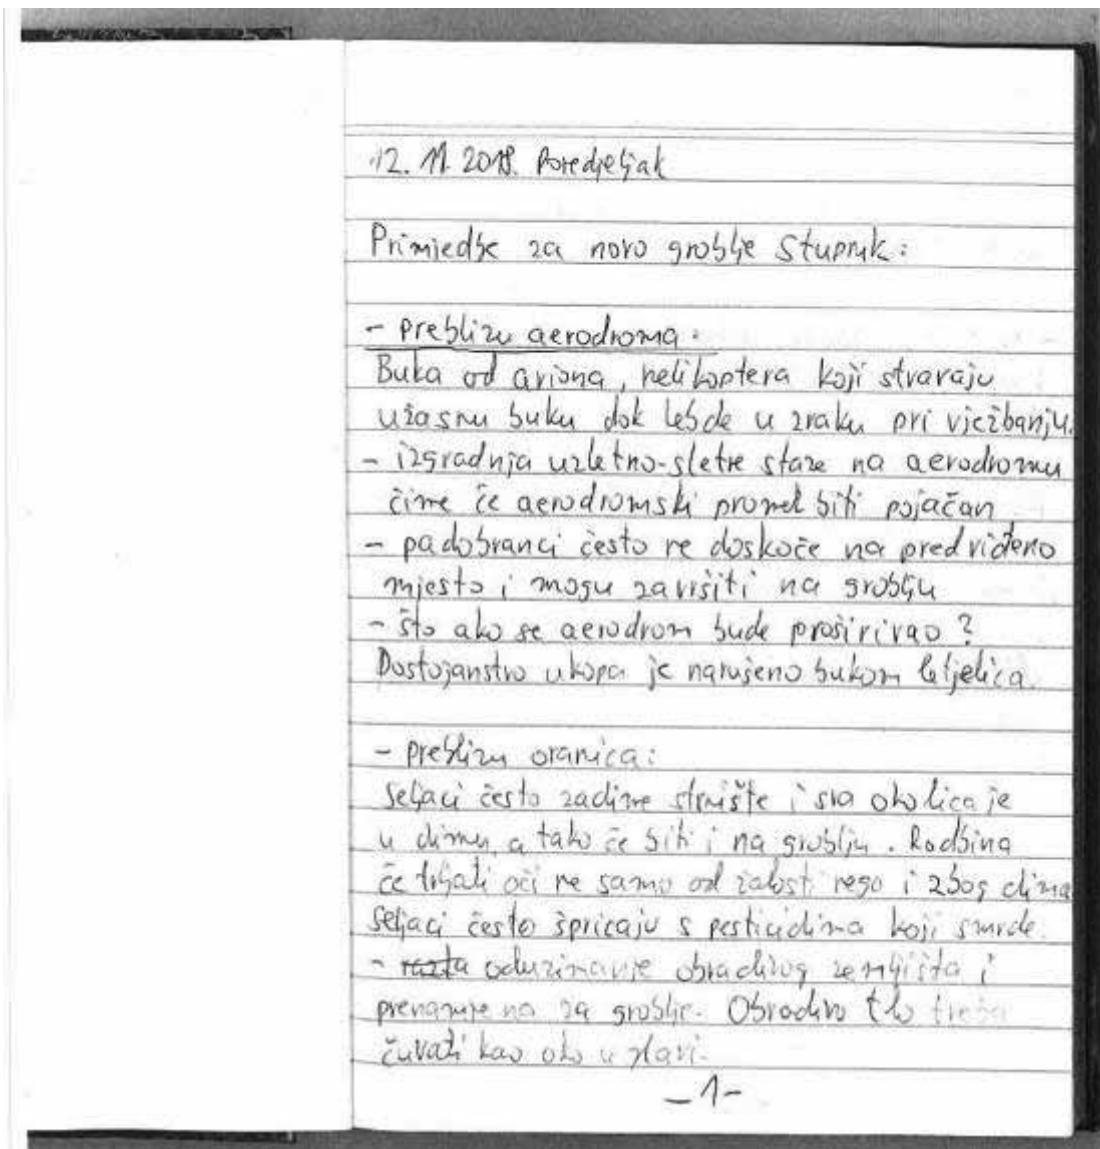 12. 11. 2018. Ponedjeljak
Primjedbe za novo groblje Stupnik:
- preblizu aerodroma:
Buka od aviona, helikoptera koji stvaraju
užasnu buku dok lebde u zraku pri vježbanju.
- izgradnja uzletno-sletne staze na aerodromu
čime će aerodromski promet biti pojačan
- padobranci često ne doskoče na predviđeno
mjesto i mogu završiti na groblju
- što ako se aerodrom bude proširivao?
Dostojanstvo ukopa je narušeno bukom letjelica.
- preblizu oranica:
Seljaci često zadime strnište i sva okolica je
u dimu, a tako će biti i na groblju. Rodbina
će trljati oči ne samo od žalosti nego i zbog dima
Seljaci često špricaju s pesticidima koji smrde.
- oduzimanje obradivog zemljišta i
prenamjena za groblje. Obradivo tlo treba
čuvati kao oko u glavi.
-1-